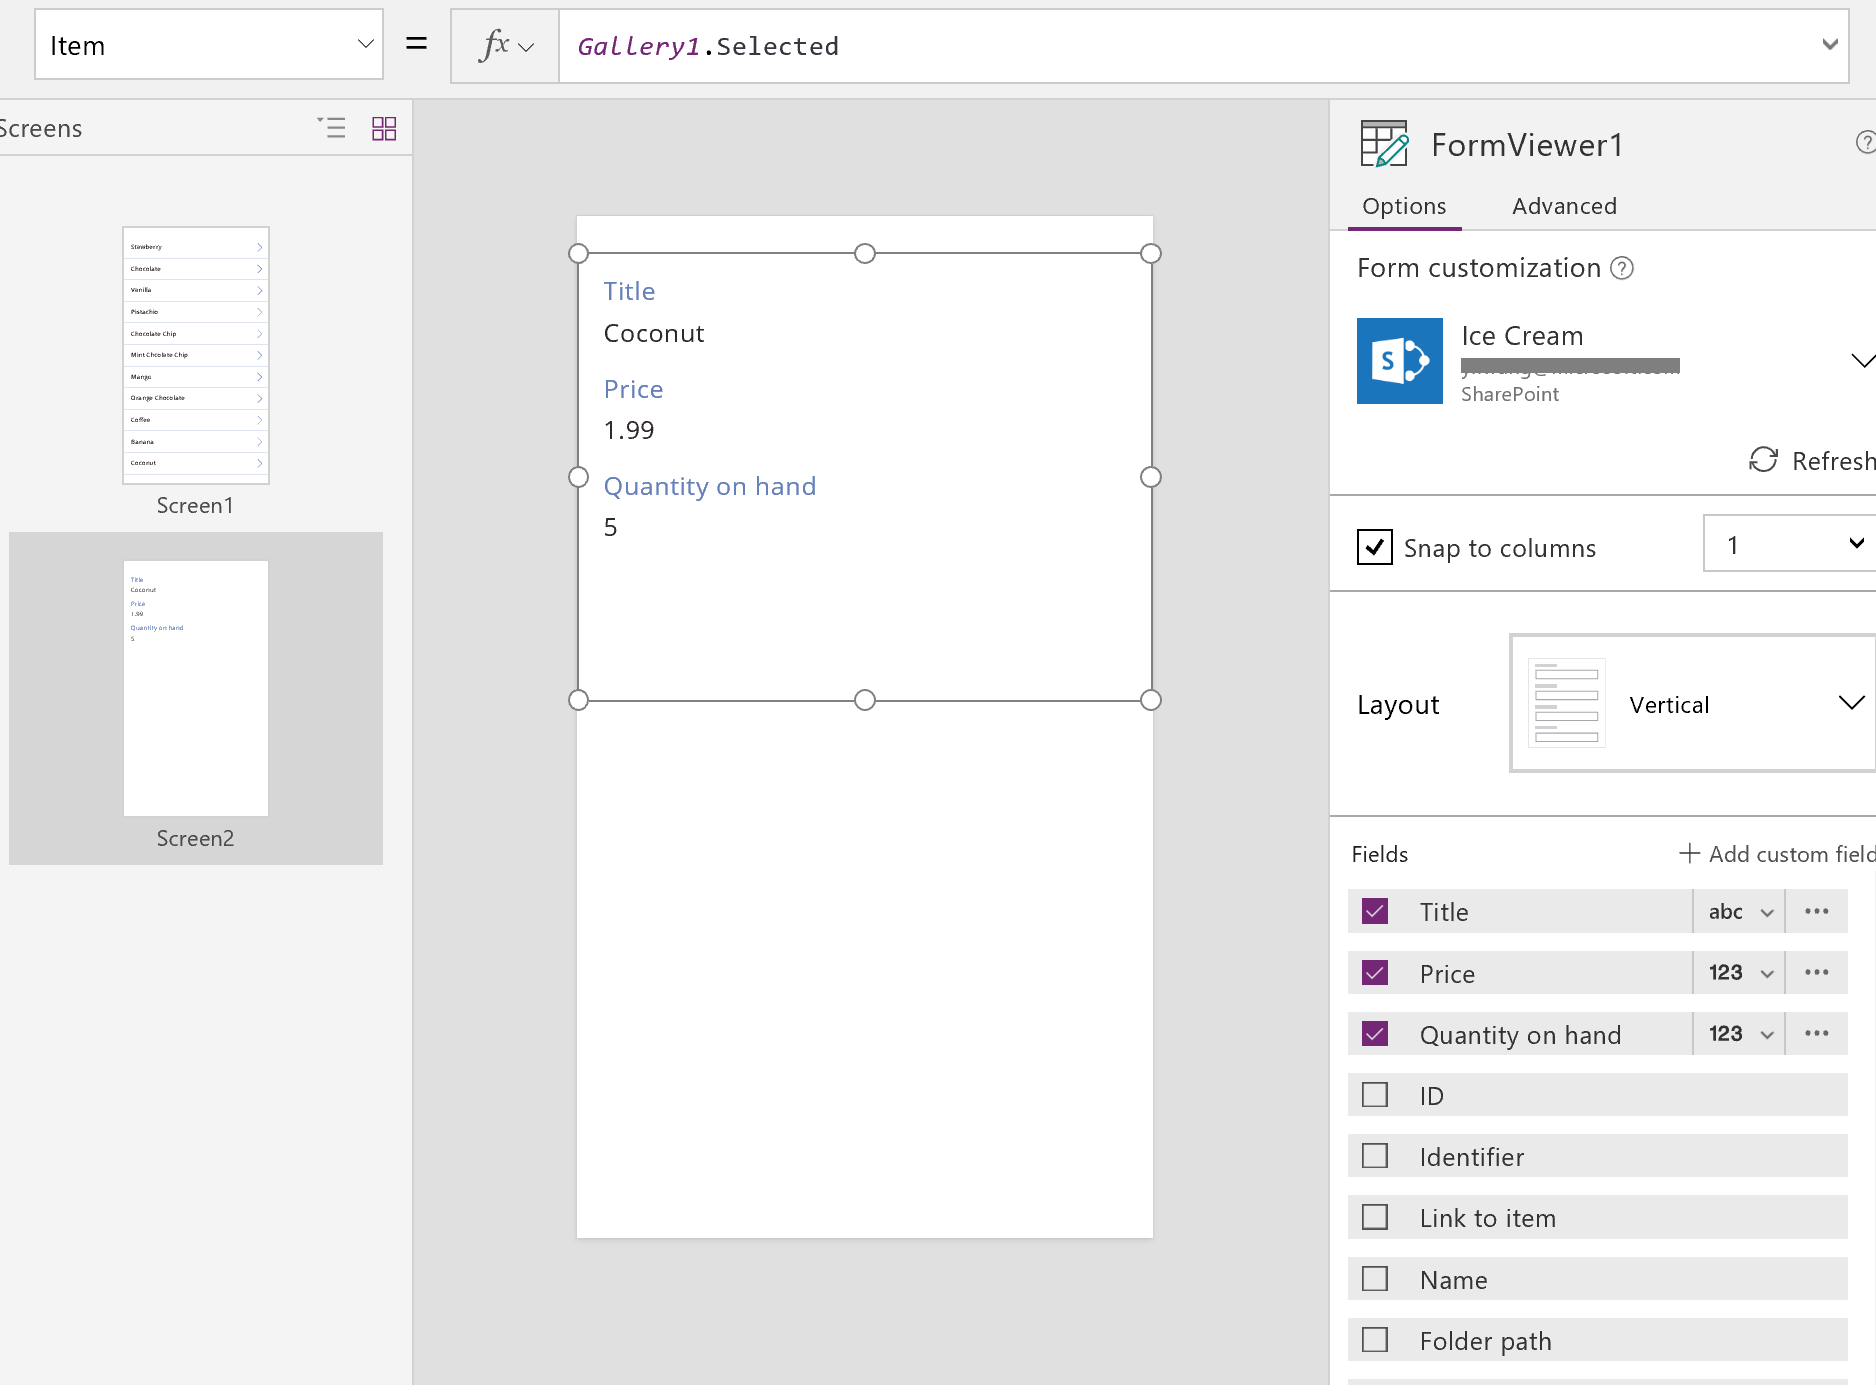 Item
=
fx
Gallery1.Selected
Screens
Stawberry
Chocolate
Vanilla
Pistachio
Chocolate Chip
Mint Chcolate Chip
Mango
Orange Chocolate
Coffee
Banana
Coconut
Screen1
Title
Coconut
Price
1.99
Quantity on hand
5
Screen2
Title
Coconut
Price
1.99
Quantity on hand
5
FormViewer1
Options Advanced
Form customization
S
Ice Cream
SharePoint
Refresh
Snap to columns
1
Layout
Vertical
Fields
Add custom field
Title abc
Price 123
Quantity on hand 123
ID
Identifier
Link to item
Name
Folder path